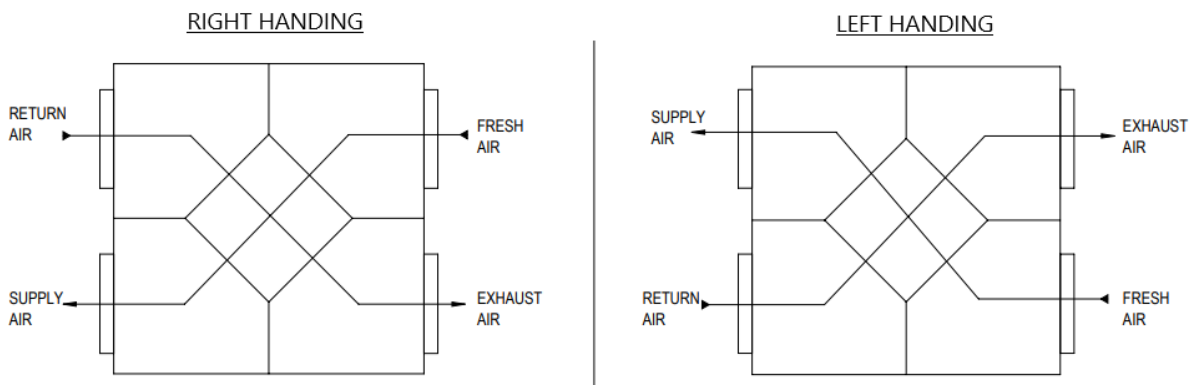 RIGHT HANDING
RETURN
AIR
FRESH
AIR
SUPPLY
AIR
EXHAUST
AIR
LEFT HANDING
SUPPLY
AIR
EXHAUST
AIR
RETURN
AIR
FRESH
AIR